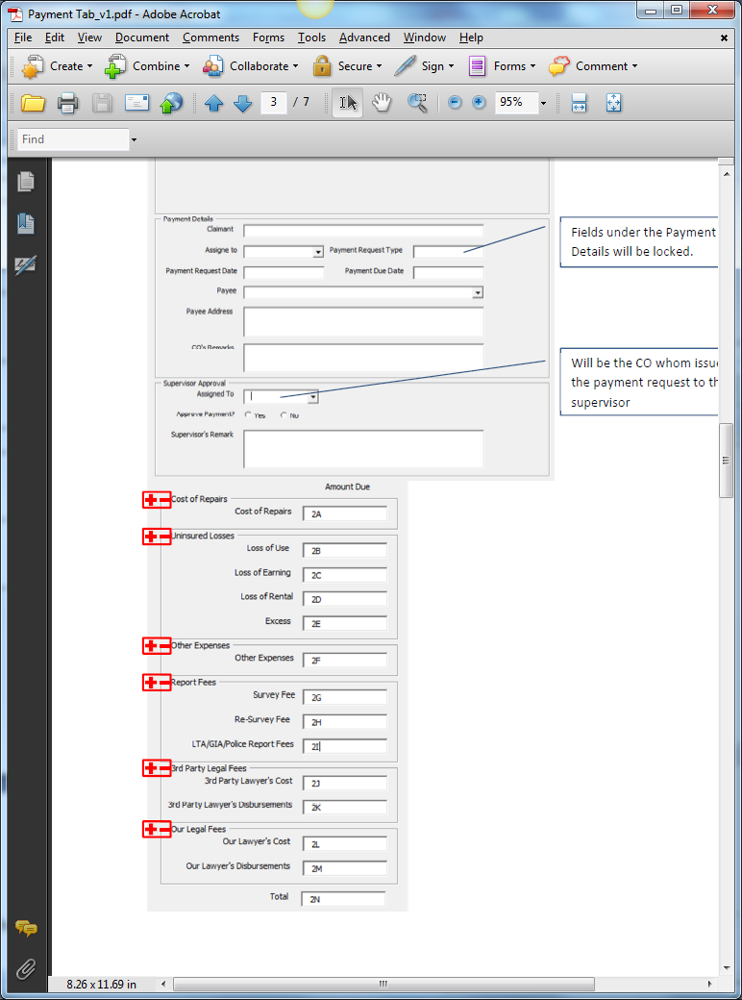 Payment Tab_v1.pdf - Adobe Acrobat
File Edit View Document Comments Forms Tools Advanced Window Help
Create Combine Collaborate Secure Sign Forms Comment
3 / 7 95%
Find
Payment Details
Claimant
Assigne to Payment Request Type
Payment Request Date Payment Due Date
Payee
Payee Address
CO's Remarks
Fields under the Payment
Details will be locked.
Supervisor Approval
Assigned To
Approve Payment? Yes No
Supervisor's Remark
Will be the CO whom issue
the payment request to th
supervisor
Amount Due
Cost of Repairs
Cost of Repairs 2A
Uninsured Losses
Loss of Use 2B
Loss of Earning 2C
Loss of Rental 2D
Excess 2E
Other Expenses
Other Expenses 2F
Report Fees
Survey Fee 2G
Re-Survey Fee 2H
LTA/GIA/Police Report Fees 2I
3rd Party Legal Fees
3rd Party Lawyer's Cost 2J
3rd Party Lawyer's Disbursements 2K
Our Legal Fees
Our Lawyer's Cost 2L
Our Lawyer's Disbursements 2M
Total 2N
8.26 x 11.69 in